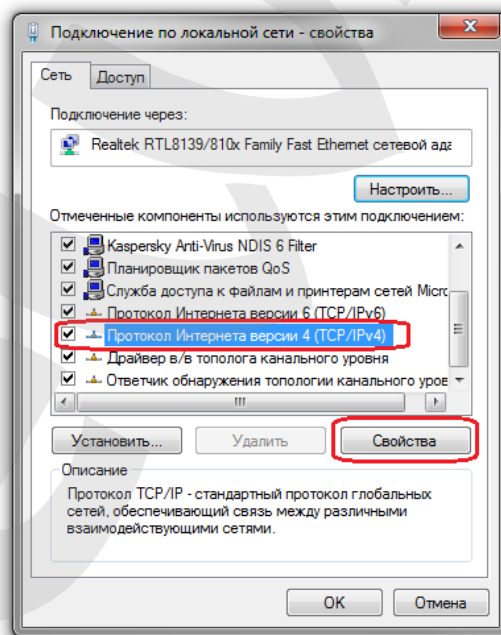 Подключение по локальной сети - свойства
Сеть
Доступ
Подключение через:
Realtek RTL8139/810x Family Fast Ethernet сетевой ада
Настроить...
Отмеченные компоненты используются этим подключением:
Kaspersky Anti-Virus NDIS 6 Filter
Планировщик пакетов QoS
Служба доступа к файлам и принтерам сетей Micro
Протокол Интернета версии 6 (TCP/IPv6)
Протокол Интернета версии 4 (TCP/IPv4)
Драйвер в/в тополога канального уровня
Ответчик обнаружения топологии канального уров
Установить...
Удалить
Свойства
Описание
Протокол TCP/IP - стандартный протокол глобальных
сетей, обеспечивающий связь между различными
взаимодействующими сетями.
OK
Отмена